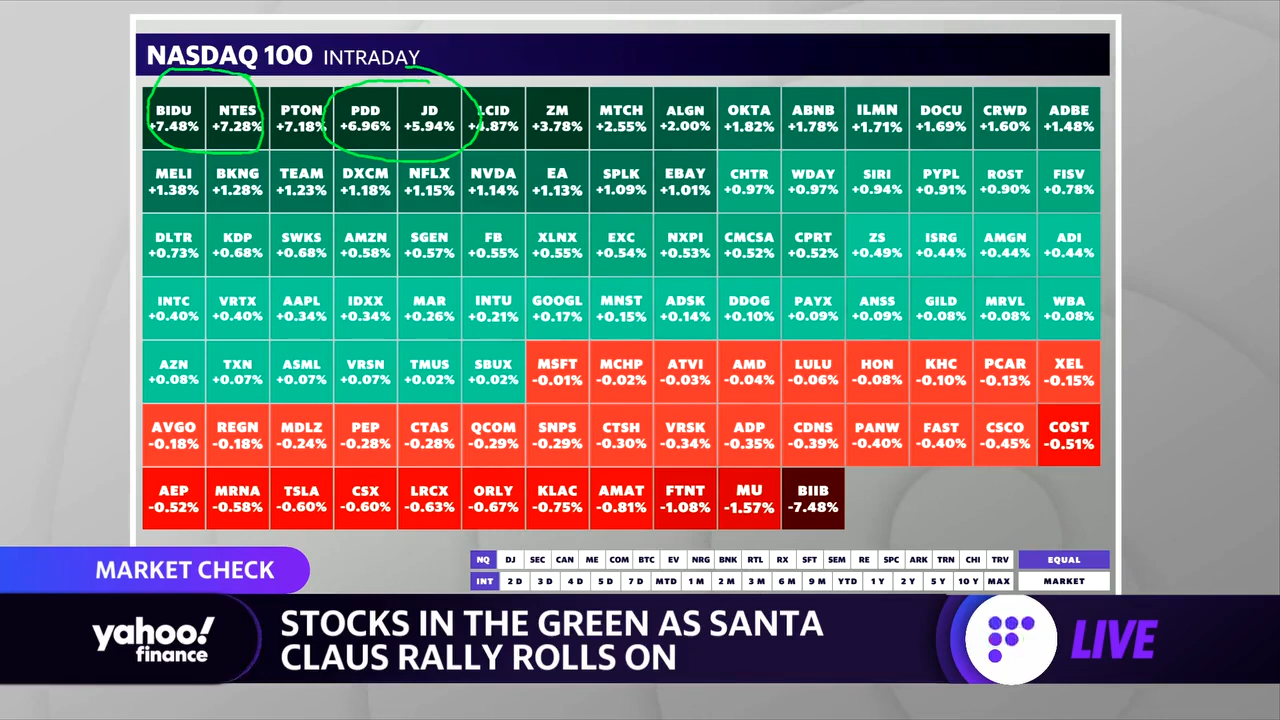 NASDAQ 100 INTRADAY
BIDU NTES PTON PDD JD LCID ZM MTCH ALGN OKTA ABNB ILMN DOCU CRWD ADBE
+7.48% +7.28% +7.18% +6.96% +5.94% +4.87% +3.78% +2.55% +2.00% +1.82% +1.78% +1.71% +1.69% +1.60% +1.48%
MELI BKNG TEAM DXCM NFLX NVDA EA SPLK EBAY CHTR WDAY SIRI PYPL ROST FISV
+1.38% +1.28% +1.23% +1.18% +1.15% +1.14% +1.13% +1.09% +1.01% +0.97% +0.97% +0.94% +0.91% +0.90% +0.78%
DLTR KDP SWKS AMZN SGEN FB XLNX EXC NXPI CMCSA CPRT ZS ISRG AMGN ADI
+0.73% +0.68% +0.68% +0.58% +0.57% +0.55% +0.55% +0.54% +0.53% +0.52% +0.52% +0.49% +0.44% +0.44% +0.44%
INTC VRTX AAPL IDXX MAR INTU GOOGL MNST ADSK DDOG PAYX ANSS GILD MRVL WBA
+0.40% +0.40% +0.34% +0.34% +0.26% +0.21% +0.17% +0.15% +0.14% +0.10% +0.09% +0.09% +0.08% +0.08% +0.08%
AZN TXN ASML VRSN TMUS SBUX MSFT MCHP ATVI AMD LULU HON KHC PCAR XEL
+0.08% +0.07% +0.07% +0.07% +0.02% +0.02% -0.01% -0.02% -0.03% -0.04% -0.06% -0.08% -0.10% -0.13% -0.15%
AVGO REGN MDLZ PEP CTAS QCOM SNPS CTSH VRSK ADP CDNS PANW FAST CSCO COST
-0.18% -0.18% -0.24% -0.28% -0.28% -0.29% -0.29% -0.30% -0.34% -0.35% -0.39% -0.40% -0.40% -0.45% -0.51%
AEP MRNA TSLA CSX LRCX ORLY KLAC AMAT FTNT MU BIIB
-0.52% -0.58% -0.60% -0.60% -0.63% -0.67% -0.75% -0.81% -1.08% -1.57% -7.48%
NQ DJ SEC CAN ME COM BTC EV NRG BNK RTL RX SFT SEM RE SPC ARK TRN CHI TRV EQUAL
INT 2 D 3 D 4 D 5 D 7 D MTD 1 M 2 M 3 M 6 M 9 M YTD 1 Y 2 Y 5 Y 10 Y MAX MARKET
MARKET CHECK
yahoo!
finance
STOCKS IN THE GREEN AS SANTA
CLAUS RALLY ROLLS ON
LIVE